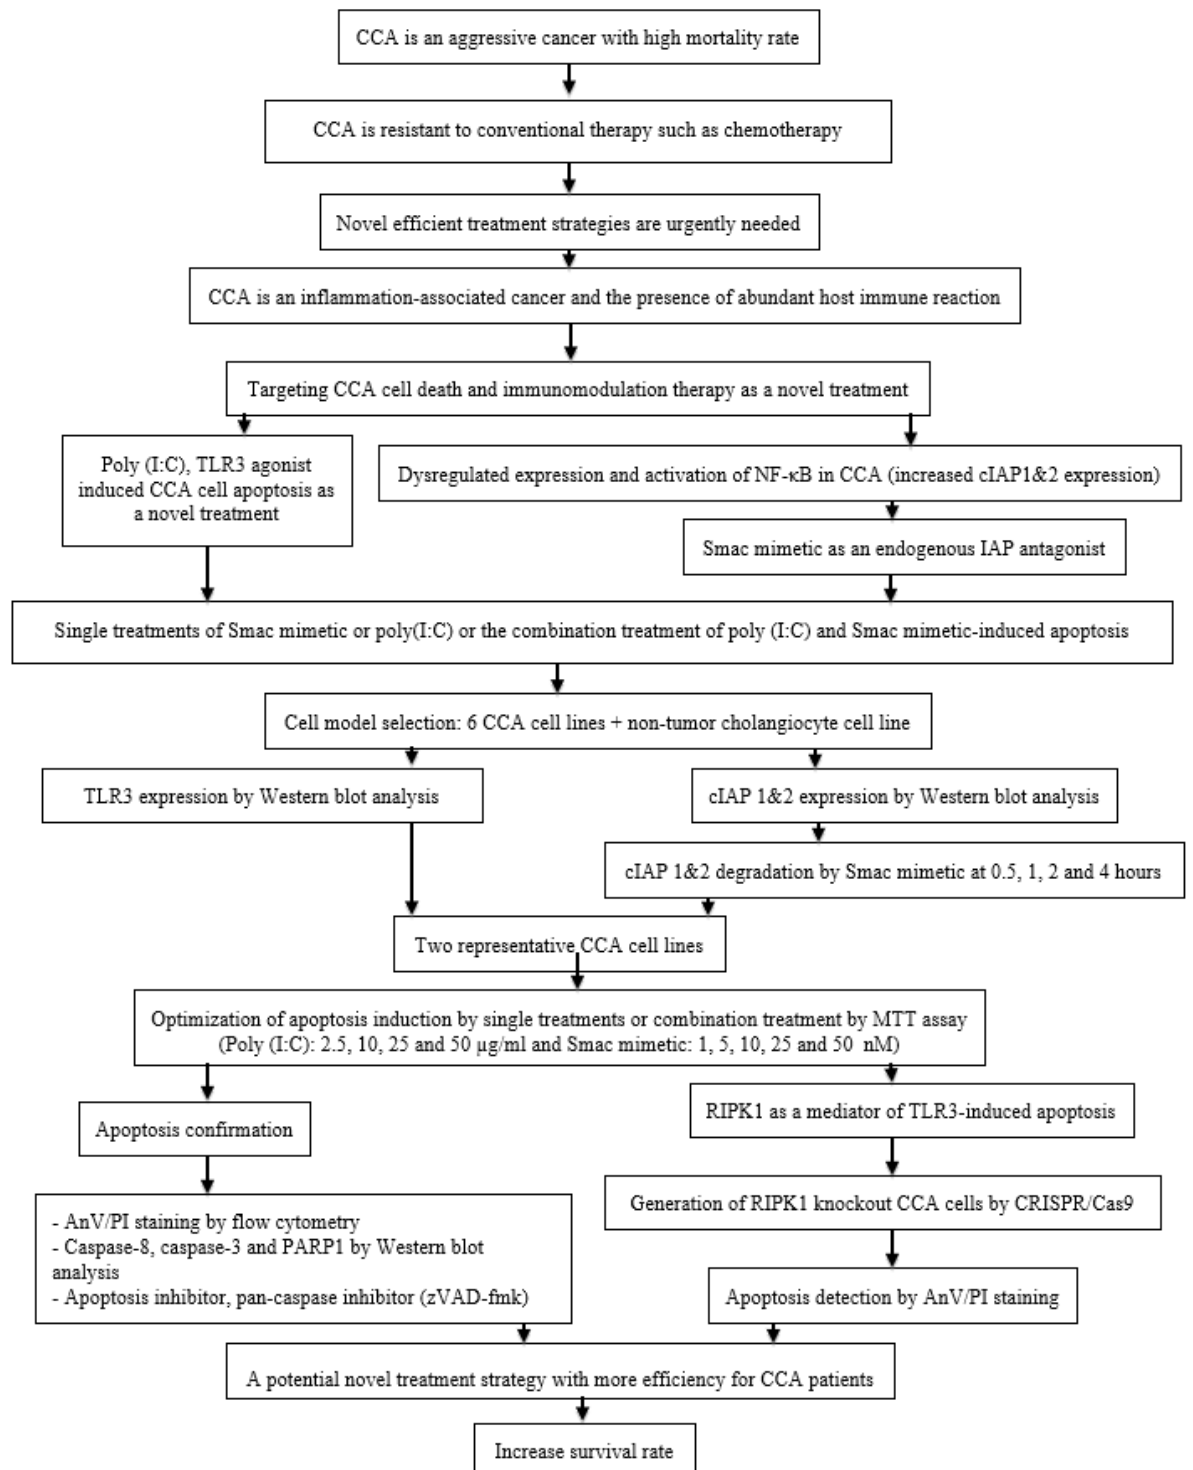 CCA is an aggressive cancer with high mortality rate
CCA is resistant to conventional therapy such as chemotherapy
Novel efficient treatment strategies are urgently needed
CCA is an inflammation-associated cancer and the presence of abundant host immune reaction
Targeting CCA cell death and immunomodulation therapy as a novel treatment
Poly (I:C), TLR3 agonist
induced CCA cell apoptosis as
a novel treatment
Dysregulated expression and activation of NF-κB in CCA (increased cIAP1&2 expression)
Smac mimetic as an endogenous IAP antagonist
Single treatments of Smac mimetic or poly(I:C) or the combination treatment of poly (I:C) and Smac mimetic-induced apoptosis
Cell model selection: 6 CCA cell lines + non-tumor cholangiocyte cell line
TLR3 expression by Western blot analysis
cIAP 1&2 expression by Western blot analysis
cIAP 1&2 degradation by Smac mimetic at 0.5, 1, 2 and 4 hours
Two representative CCA cell lines
Optimization of apoptosis induction by single treatments or combination treatment by MTT assay
(Poly (I:C): 2.5, 10, 25 and 50 µg/ml and Smac mimetic: 1, 5, 10, 25 and 50 nM)
Apoptosis confirmation
RIPK1 as a mediator of TLR3-induced apoptosis
Generation of RIPK1 knockout CCA cells by CRISPR/Cas9
- AnV/PI staining by flow cytometry
- Caspase-8, caspase-3 and PARP1 by Western blot
analysis
- Apoptosis inhibitor, pan-caspase inhibitor (zVAD-fmk)
Apoptosis detection by AnV/PI staining
A potential novel treatment strategy with more efficiency for CCA patients
Increase survival rate